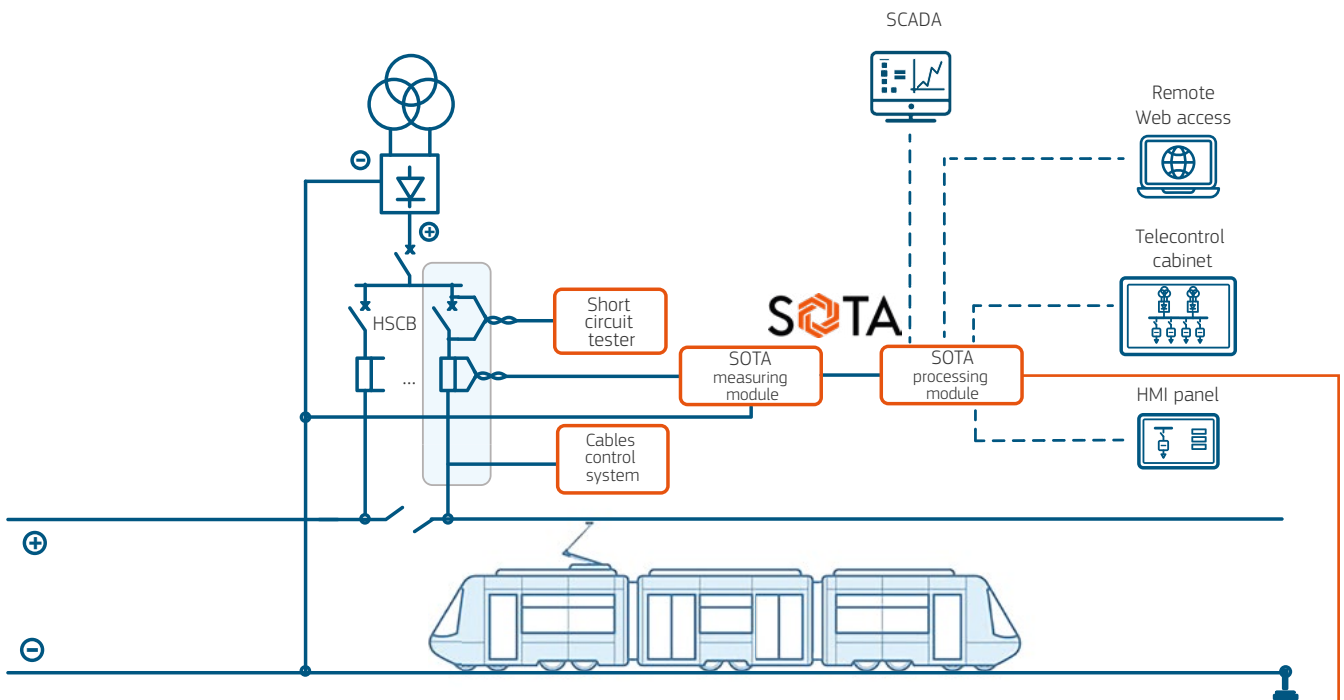 SCADA
Remote
Web access
Telecontrol
cabinet
HSCB
...
Short
circuit
tester
SOTA
SOTA
measuring
module
SOTA
processing
module
HMI panel
Cables
control
system